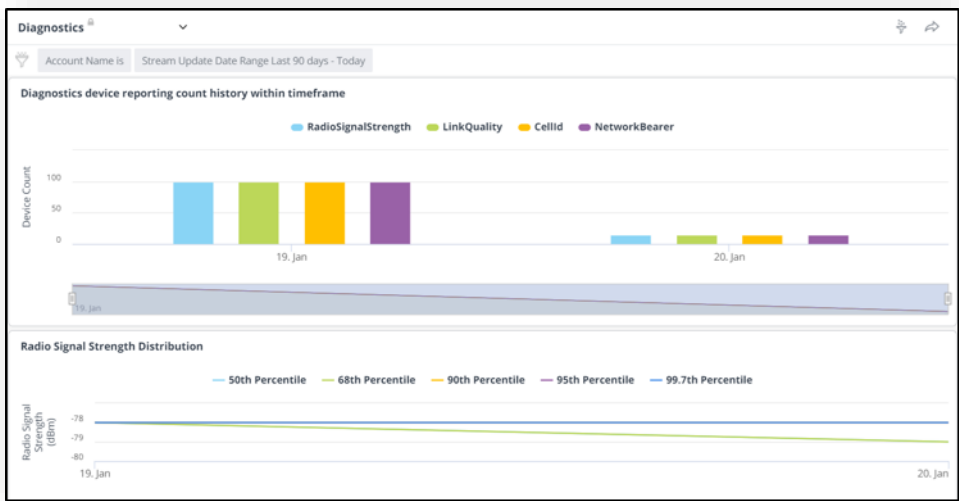 Diagnostics
Account Name is Stream Update Date Range Last 90 days - Today
Diagnostics device reporting count history within timeframe
RadioSignalStrength LinkQuality CellId NetworkBearer
Device Count
100
50
0
19. Jan 20. Jan
19. Jan
Radio Signal Strength Distribution
50th Percentile 68th Percentile 90th Percentile 95th Percentile 99.7th Percentile
Radio Signal
Strength
(dBm)
-78
-79
-80
19. Jan 20. Jan